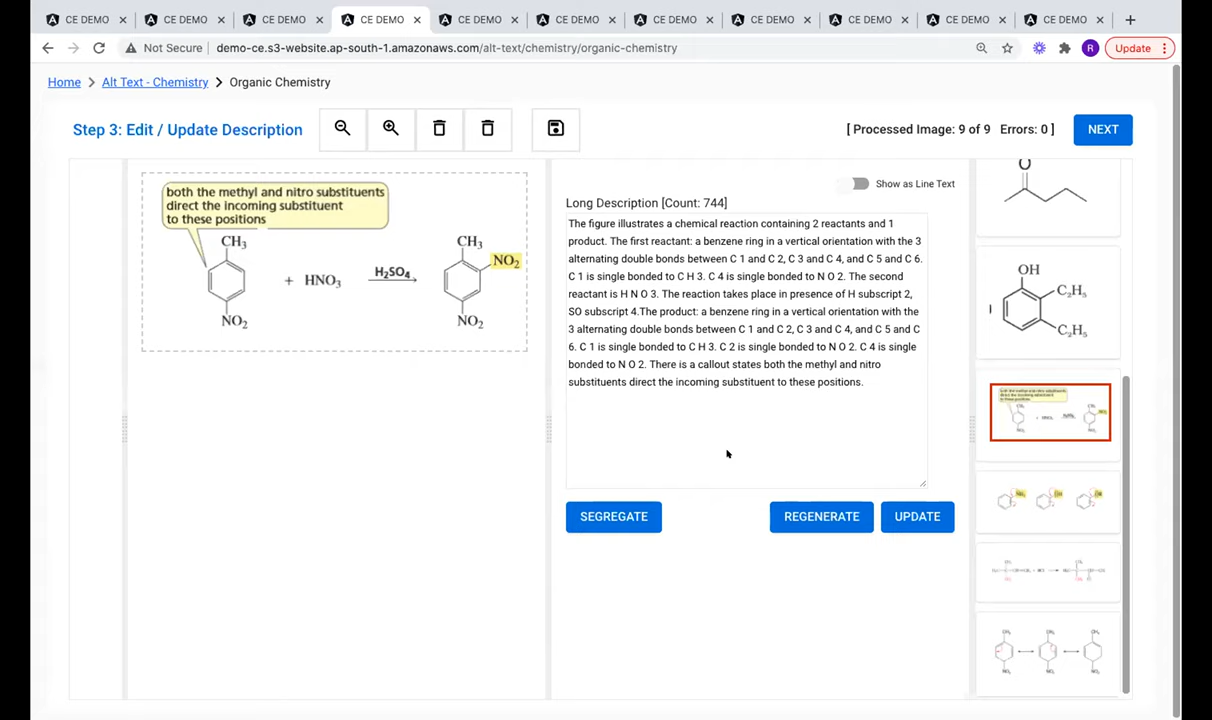 CE DEMO
CE DEMO
CE DEMO
CE DEMO
CE DEMO
CE DEMO
CE DEMO
CE DEMO
CE DEMO
CE DEMO
CE DEMO
Not Secure | demo-ce.s3-website.ap-south-1.amazonaws.com/alt-text/chemistry/organic-chemistry
R
Update
Home > Alt Text - Chemistry > Organic Chemistry
Step 3: Edit / Update Description
[ Processed Image: 9 of 9 Errors: 0 ]
NEXT
both the methyl and nitro substituents
direct the incoming substituent
to these positions
CH₃
NO₂
+ HNO₃
H₂SO₄
CH₃
NO₂
NO₂
Show as Line Text
Long Description [Count: 744]
The figure illustrates a chemical reaction containing 2 reactants and 1
product. The first reactant: a benzene ring in a vertical orientation with the 3
alternating double bonds between C 1 and C 2, C 3 and C 4, and C 5 and C 6.
C 1 is single bonded to C H 3. C 4 is single bonded to N O 2. The second
reactant is H N O 3. The reaction takes place in presence of H subscript 2,
SO subscript 4.The product: a benzene ring in a vertical orientation with the
3 alternating double bonds between C 1 and C 2, C 3 and C 4, and C 5 and C
6. C 1 is single bonded to C H 3. C 2 is single bonded to N O 2. C 4 is single
bonded to N O 2. There is a callout states both the methyl and nitro
substituents direct the incoming substituent to these positions.
SEGREGATE
REGENERATE
UPDATE
O
OH
C₂H₅
C₂H₅